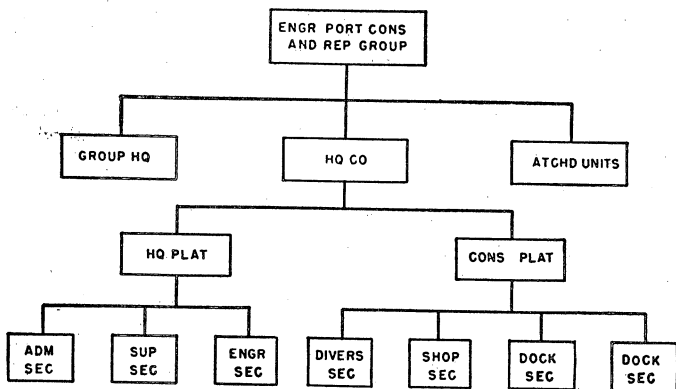 ENGR PORT CONS
AND REP GROUP
GROUP HQ
HQ CO
ATCHD UNITS
HQ PLAT
CONS PLAT
ADM
SEC
SUP
SEC
ENGR
SEC
DIVERS
SEC
SHOP
SEC
DOCK
SEC
DOCK
SEC